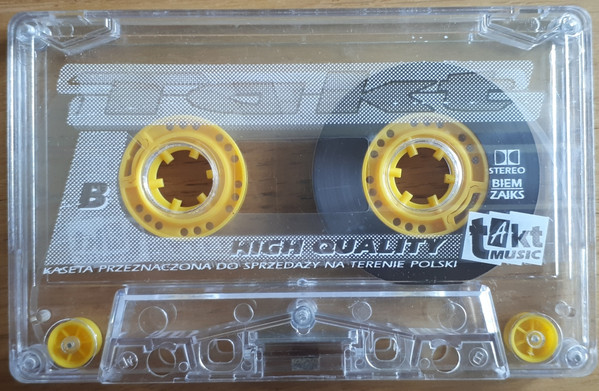 Takt
B
STEREO
BIEM
ZAIKS
HIGH QUALITY
tAkt
MUSIC
KASETA PRZEZNACZONA DO SPRZEDAŻY NA TERENIE POLSKI